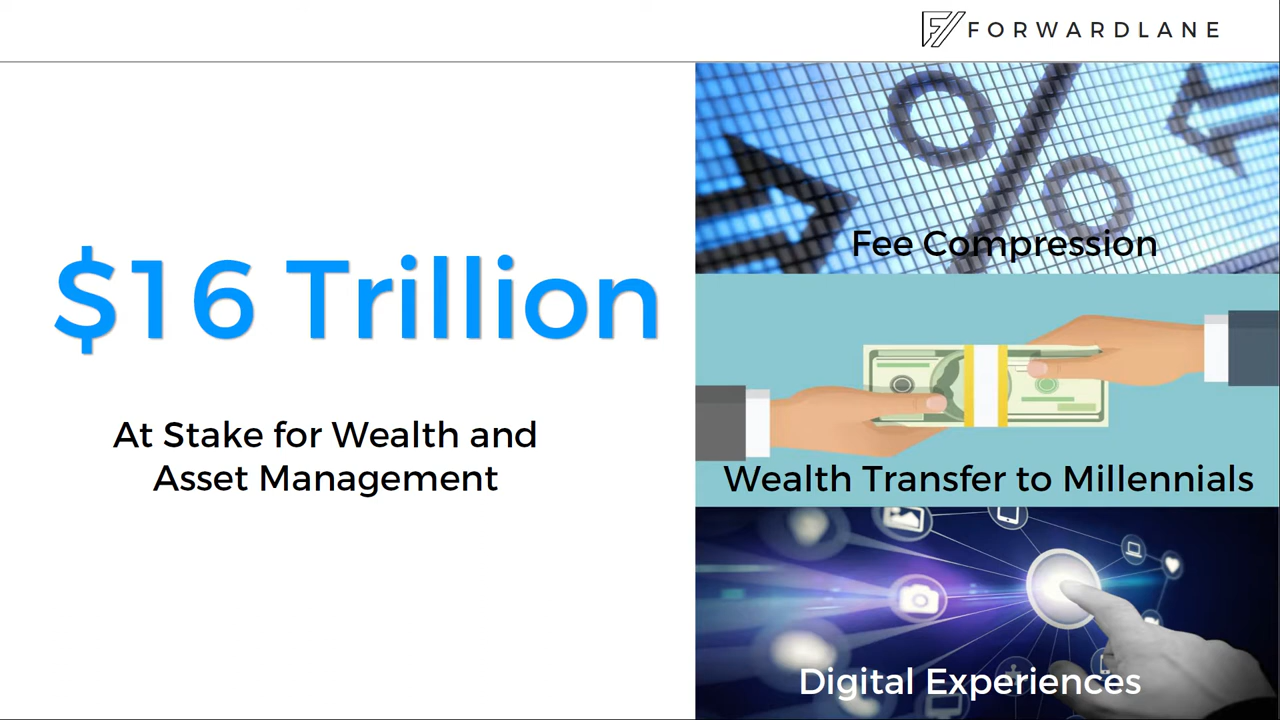 FORWARDLANE
$16 Trillion
At Stake for Wealth and
Asset Management
Fee Compression
Wealth Transfer to Millennials
Digital Experiences